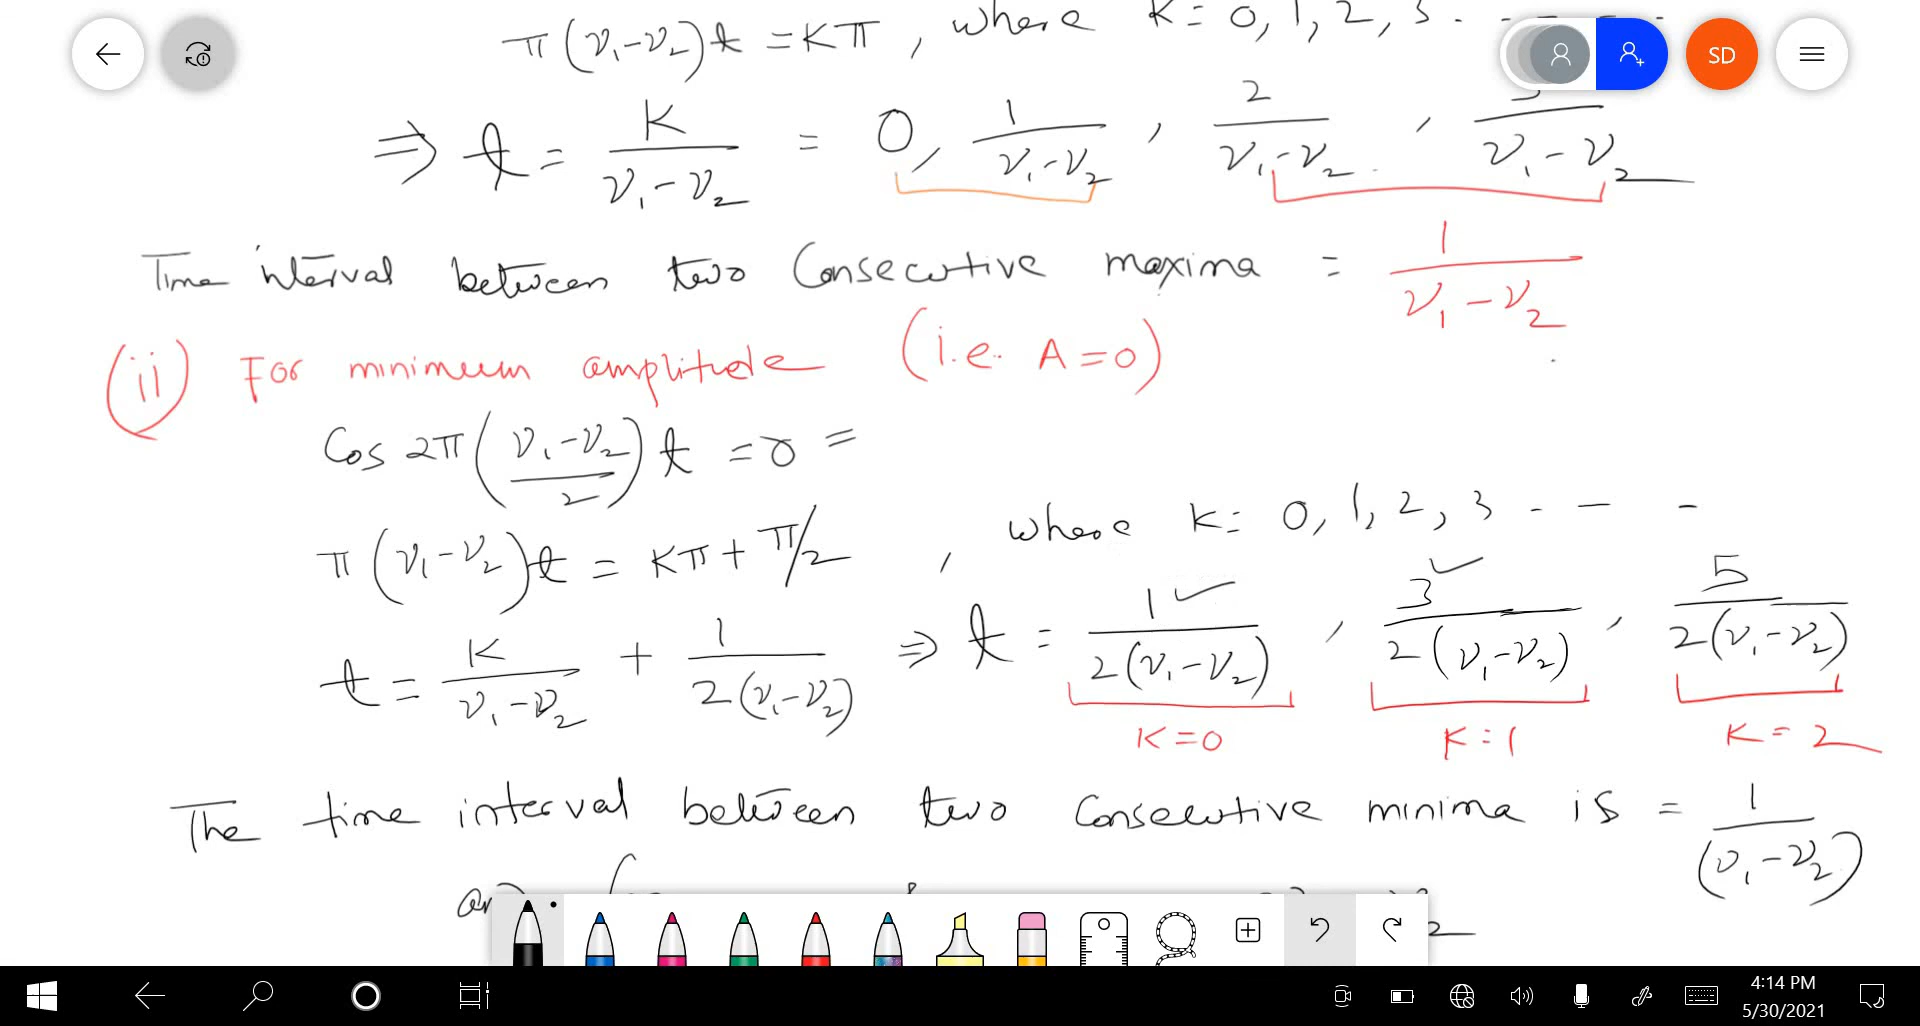 π(ν₁-ν₂)t = Kπ, where K = 0, 1, 2, 3 - - - -
SD
⇒ t = K/(ν₁-ν₂) = 0, 1/(ν₁-ν₂), 2/(ν₁-ν₂), 3/(ν₁-ν₂)
Time interval between two Consecutive maxima = 1/(ν₁-ν₂)
(ii) For minimum amplitude (i.e. A=0)
Cos 2π((ν₁-ν₂)/2)t = 0 =
π(ν₁-ν₂)t = Kπ + π/2, where K = 0, 1, 2, 3 - - -
t = K/(ν₁-ν₂) + 1/2(ν₁-ν₂) ⇒ t = 1/2(ν₁-ν₂), 3/2(ν₁-ν₂), 5/2(ν₁-ν₂)
K=0 K=1 K=2
The time interval between two Consecutive minima is = 1/(ν₁-ν₂)
4:14 PM
5/30/2021